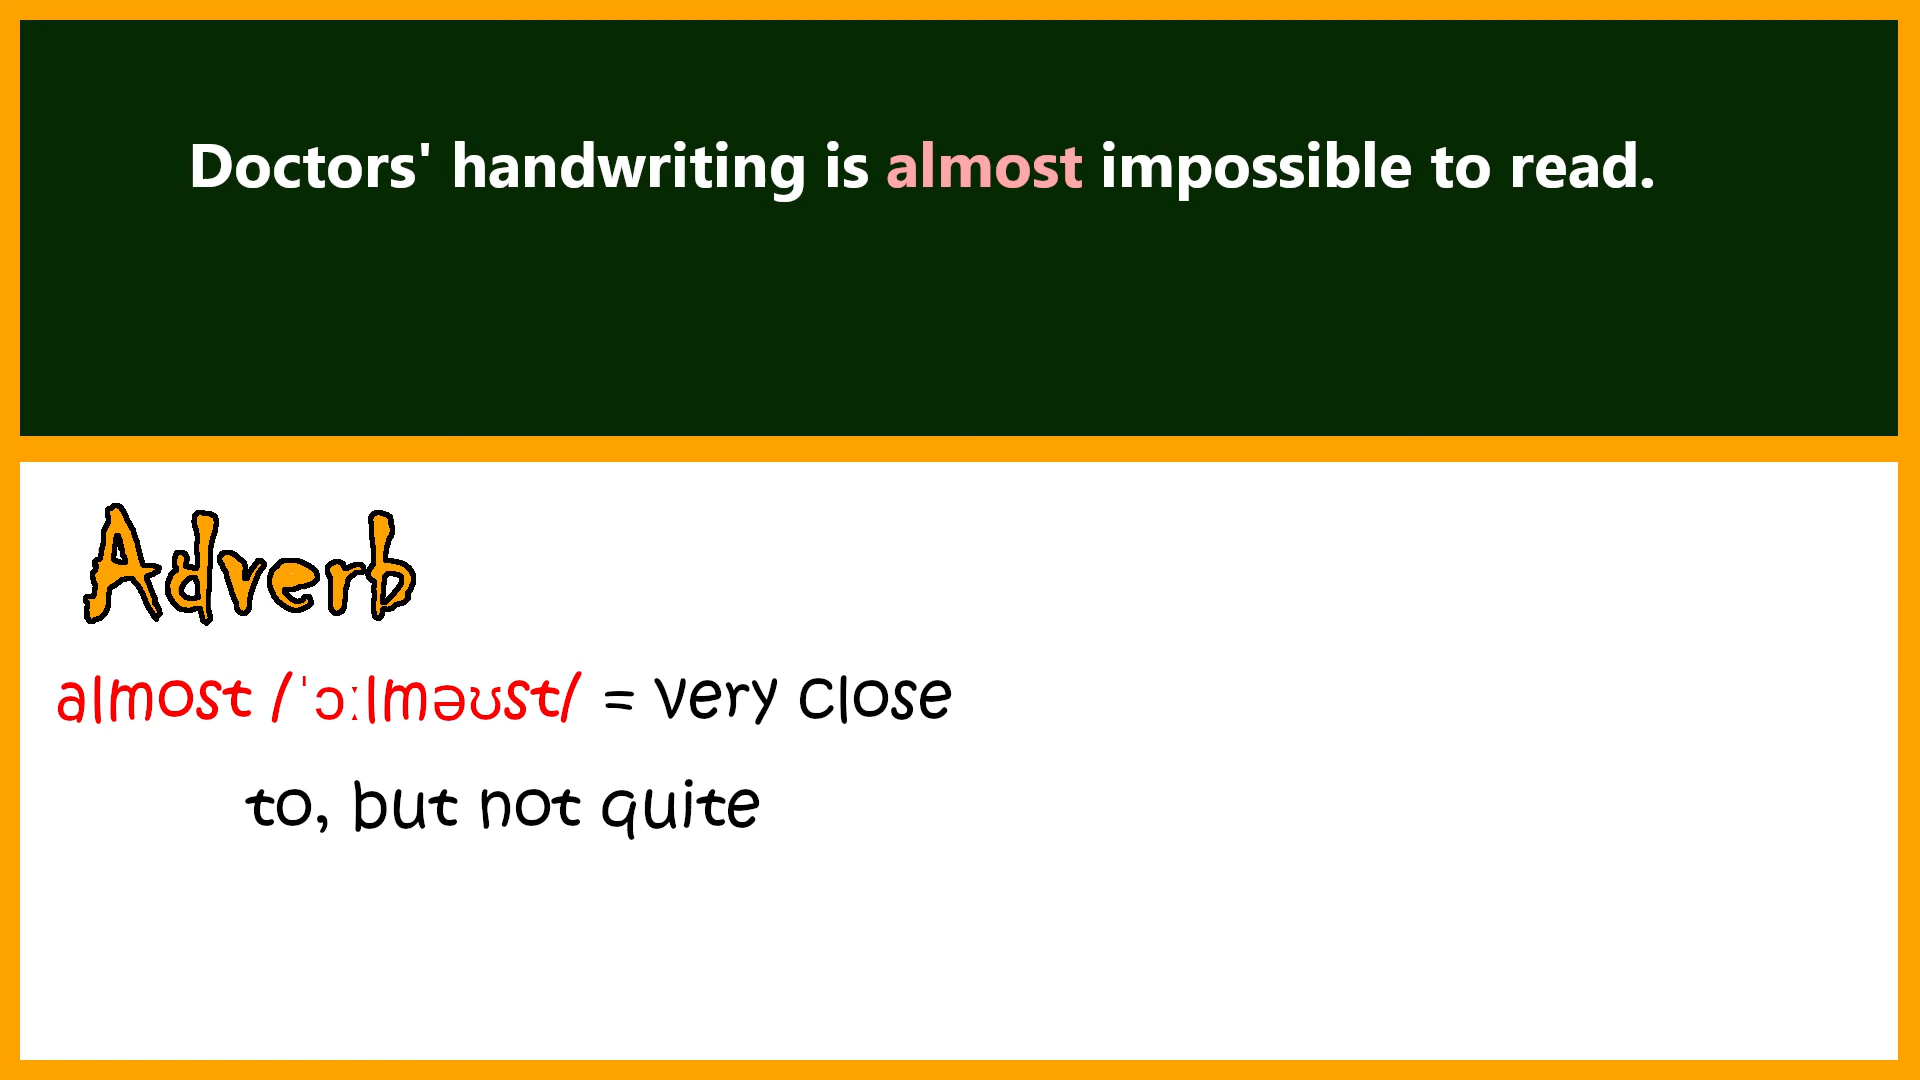 Doctors' handwriting is almost impossible to read.
Adverb
almost /ˈɔːlməʊst/ = very close
to, but not quite